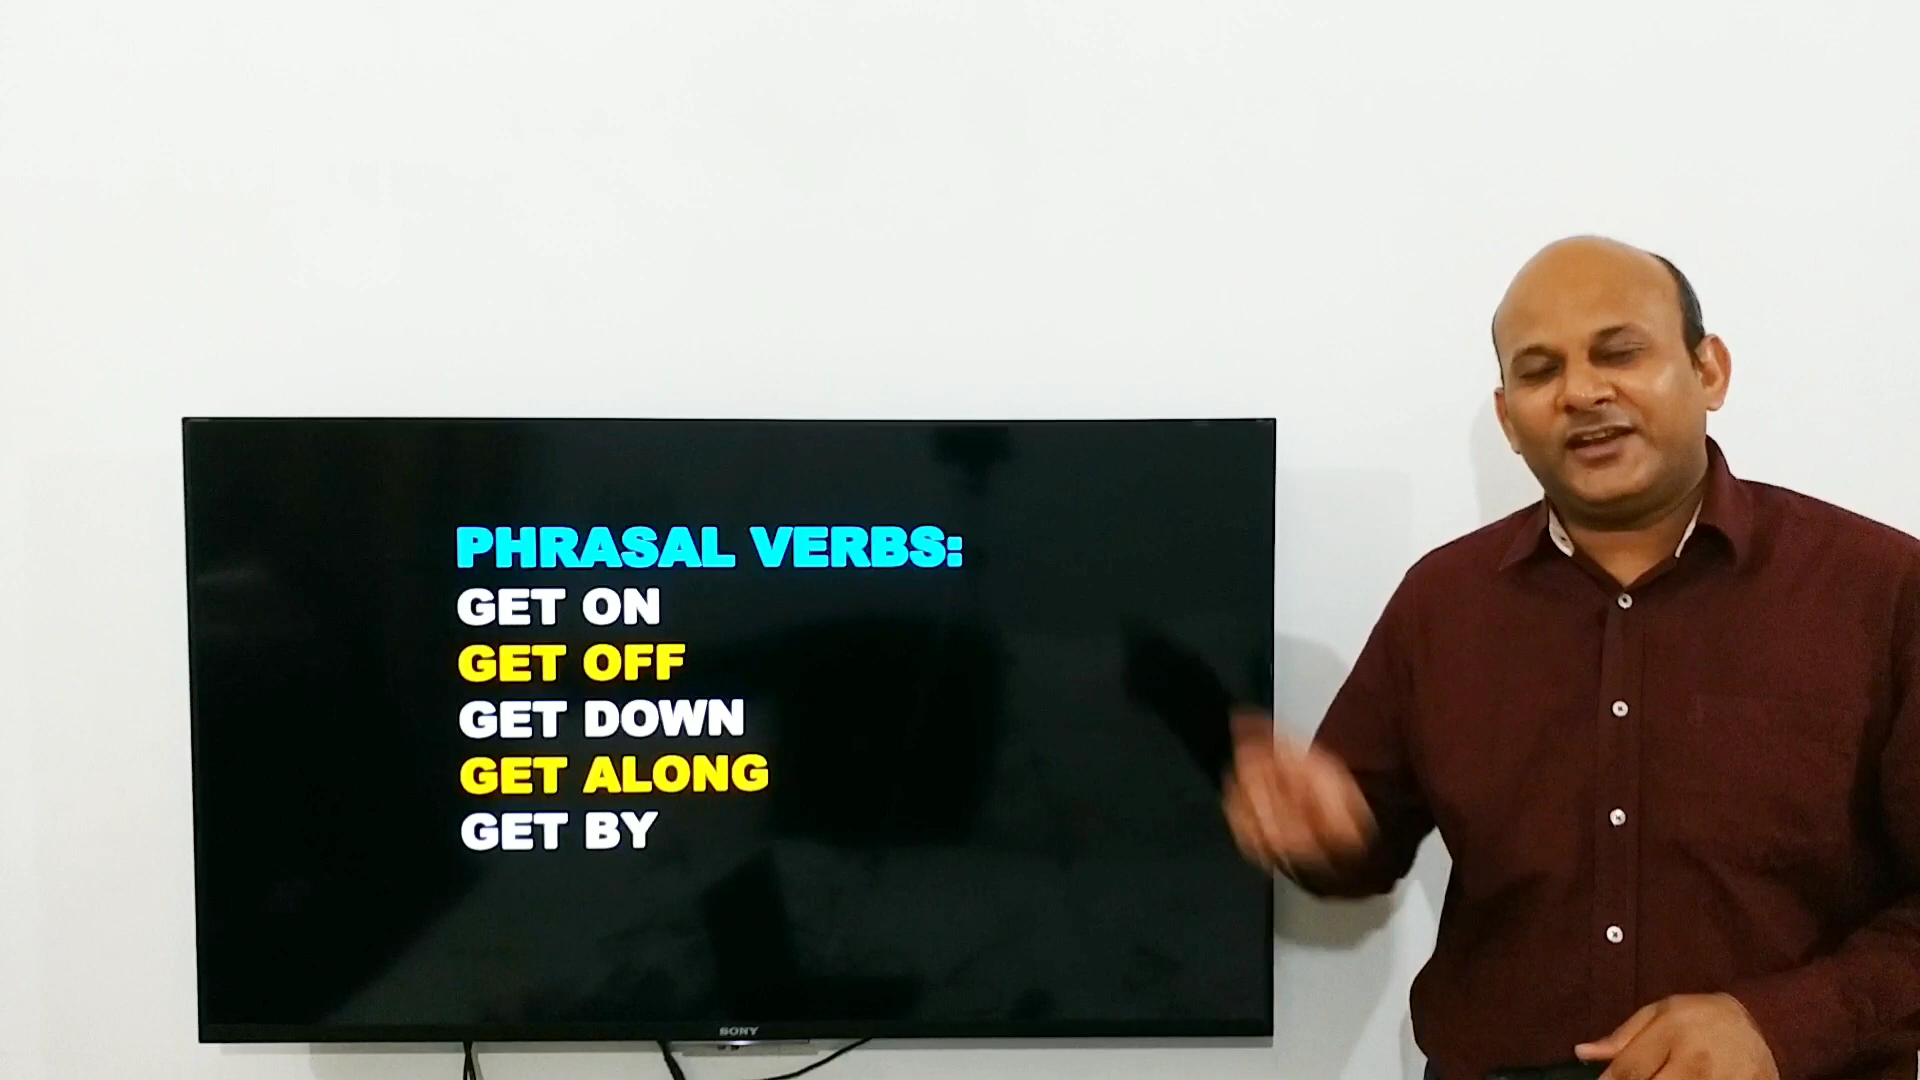 PHRASAL VERBS:
GET ON
GET OFF
GET DOWN
GET ALONG
GET BY
SONY